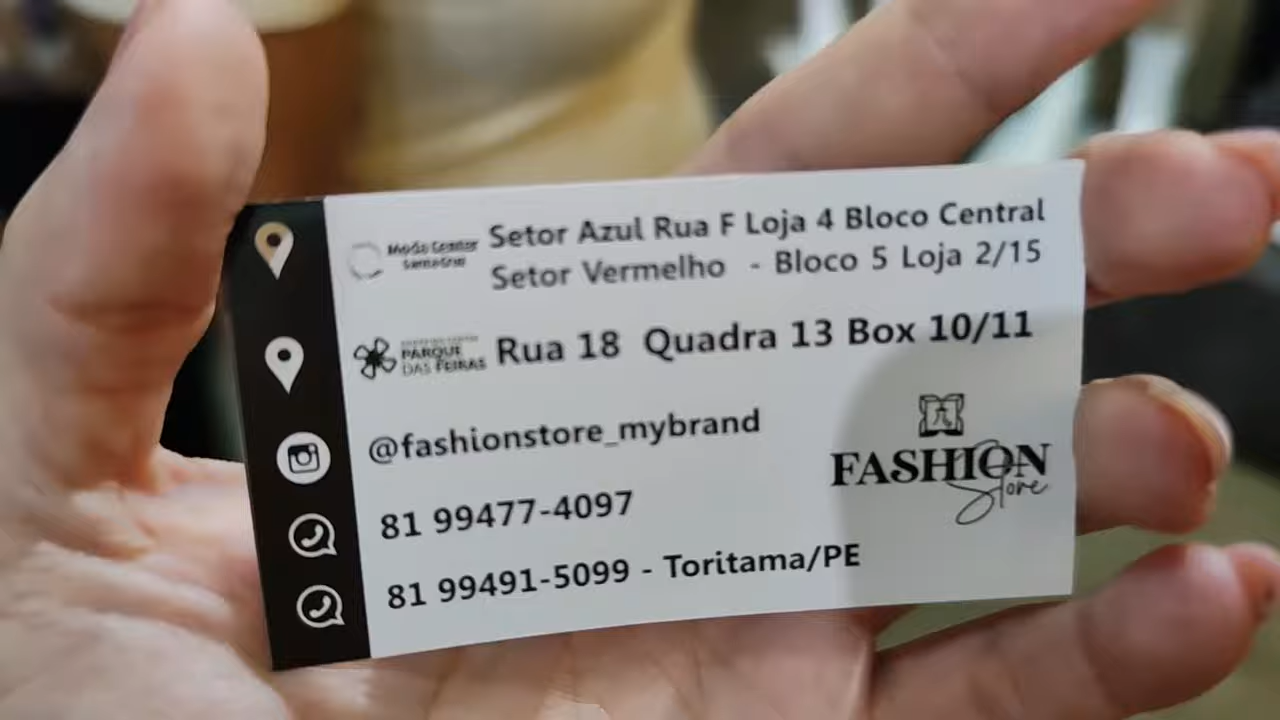 Moda Center
Santa Cruz
Setor Azul Rua F Loja 4 Bloco Central
Setor Vermelho - Bloco 5 Loja 2/15
PARQUE
DAS FEIRAS
Rua 18 Quadra 13 Box 10/11
@fashionstore_mybrand
FASHION
Store
81 99477-4097
81 99491-5099 - Toritama/PE